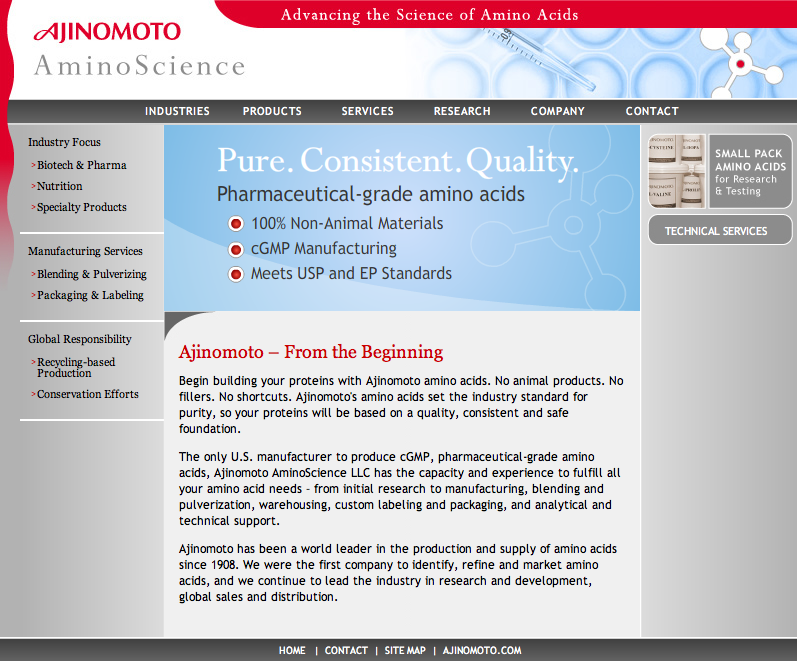 Advancing the Science of Amino Acids
AJINOMOTO
AminoScience
INDUSTRIES PRODUCTS SERVICES RESEARCH COMPANY CONTACT
Industry Focus
>Biotech & Pharma
>Nutrition
>Specialty Products
Manufacturing Services
>Blending & Pulverizing
>Packaging & Labeling
Global Responsibility
>Recycling-based
Production
>Conservation Efforts
Pure. Consistent. Quality.
Pharmaceutical-grade amino acids
100% Non-Animal Materials
cGMP Manufacturing
Meets USP and EP Standards
SMALL PACK
AMINO ACIDS
for Research
& Testing
TECHNICAL SERVICES
Ajinomoto – From the Beginning
Begin building your proteins with Ajinomoto amino acids. No animal products. No
fillers. No shortcuts. Ajinomoto's amino acids set the industry standard for
purity, so your proteins will be based on a quality, consistent and safe
foundation.
The only U.S. manufacturer to produce cGMP, pharmaceutical-grade amino
acids, Ajinomoto AminoScience LLC has the capacity and experience to fulfill all
your amino acid needs - from initial research to manufacturing, blending and
pulverization, warehousing, custom labeling and packaging, and analytical and
technical support.
Ajinomoto has been a world leader in the production and supply of amino acids
since 1908. We were the first company to identify, refine and market amino
acids, and we continue to lead the industry in research and development,
global sales and distribution.
HOME | CONTACT | SITE MAP | AJINOMOTO.COM